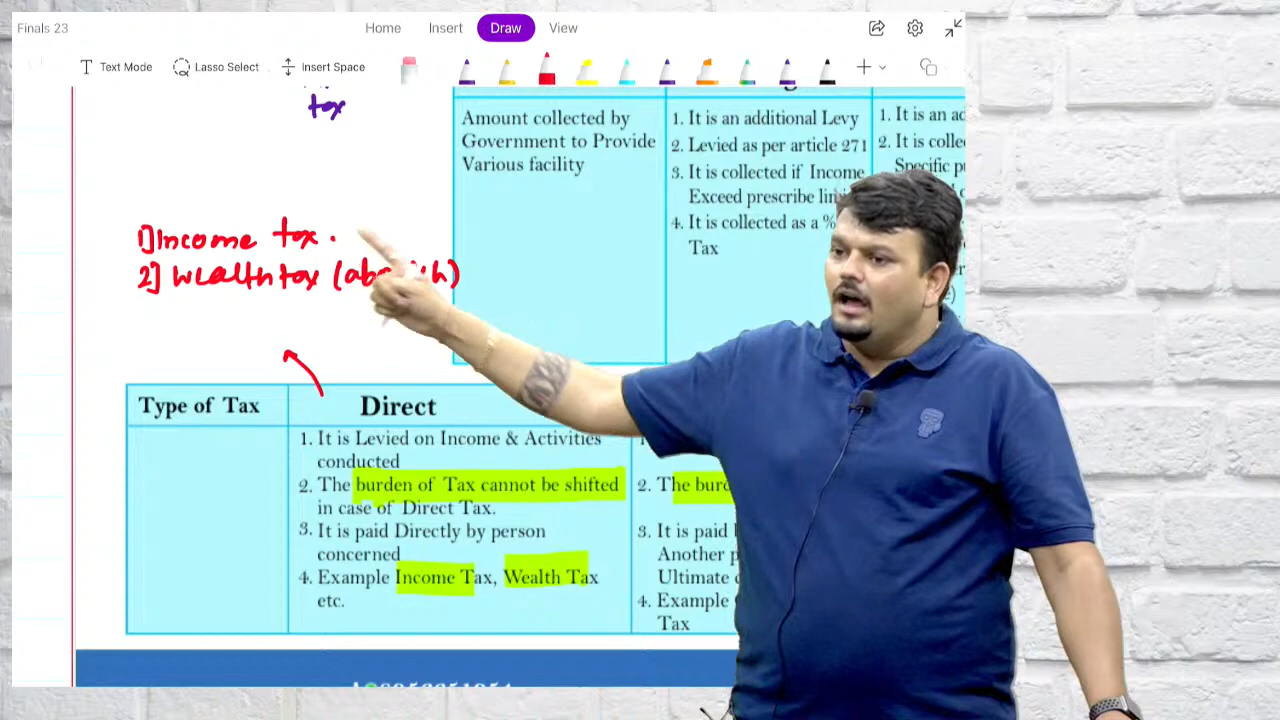 Finals 23
Home Insert Draw View
Text Mode Lasso Select Insert Space
tax
Amount collected by
Government to Provide
Various facility
1. It is an additional Levy
2. Levied as per article 271
3. It is collected if Income
Exceed prescribe
4. It is collected as a %
Tax
1. It is an
2. It is
Specific
1] Income tax.
2] Wealth tax
Type of Tax
Direct
1. It is Levied on Income & Activities
conducted
2. The burden of Tax cannot be shifted
in case of Direct Tax.
3. It is paid Directly by person
concerned
4. Example Income Tax, Wealth Tax
etc.
2. The
3. It is paid
Another
Ultimate
4. Example
Tax